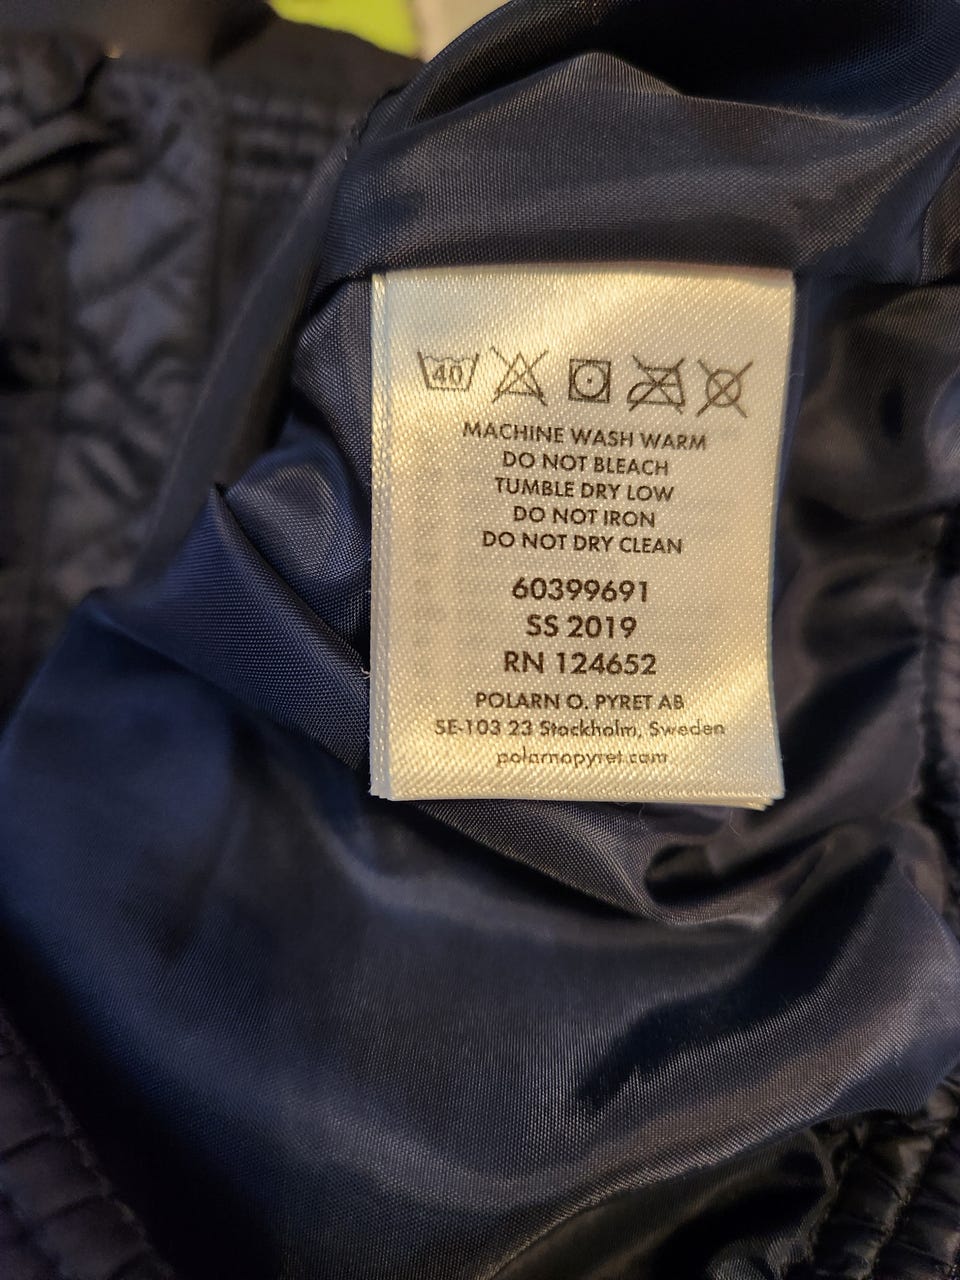 40
MACHINE WASH WARM
DO NOT BLEACH
TUMBLE DRY LOW
DO NOT IRON
DO NOT DRY CLEAN
60399691
SS 2019
RN 124652
POLARN O. PYRET AB
SE-103 23 Stockholm, Sweden
polarnopyret.com